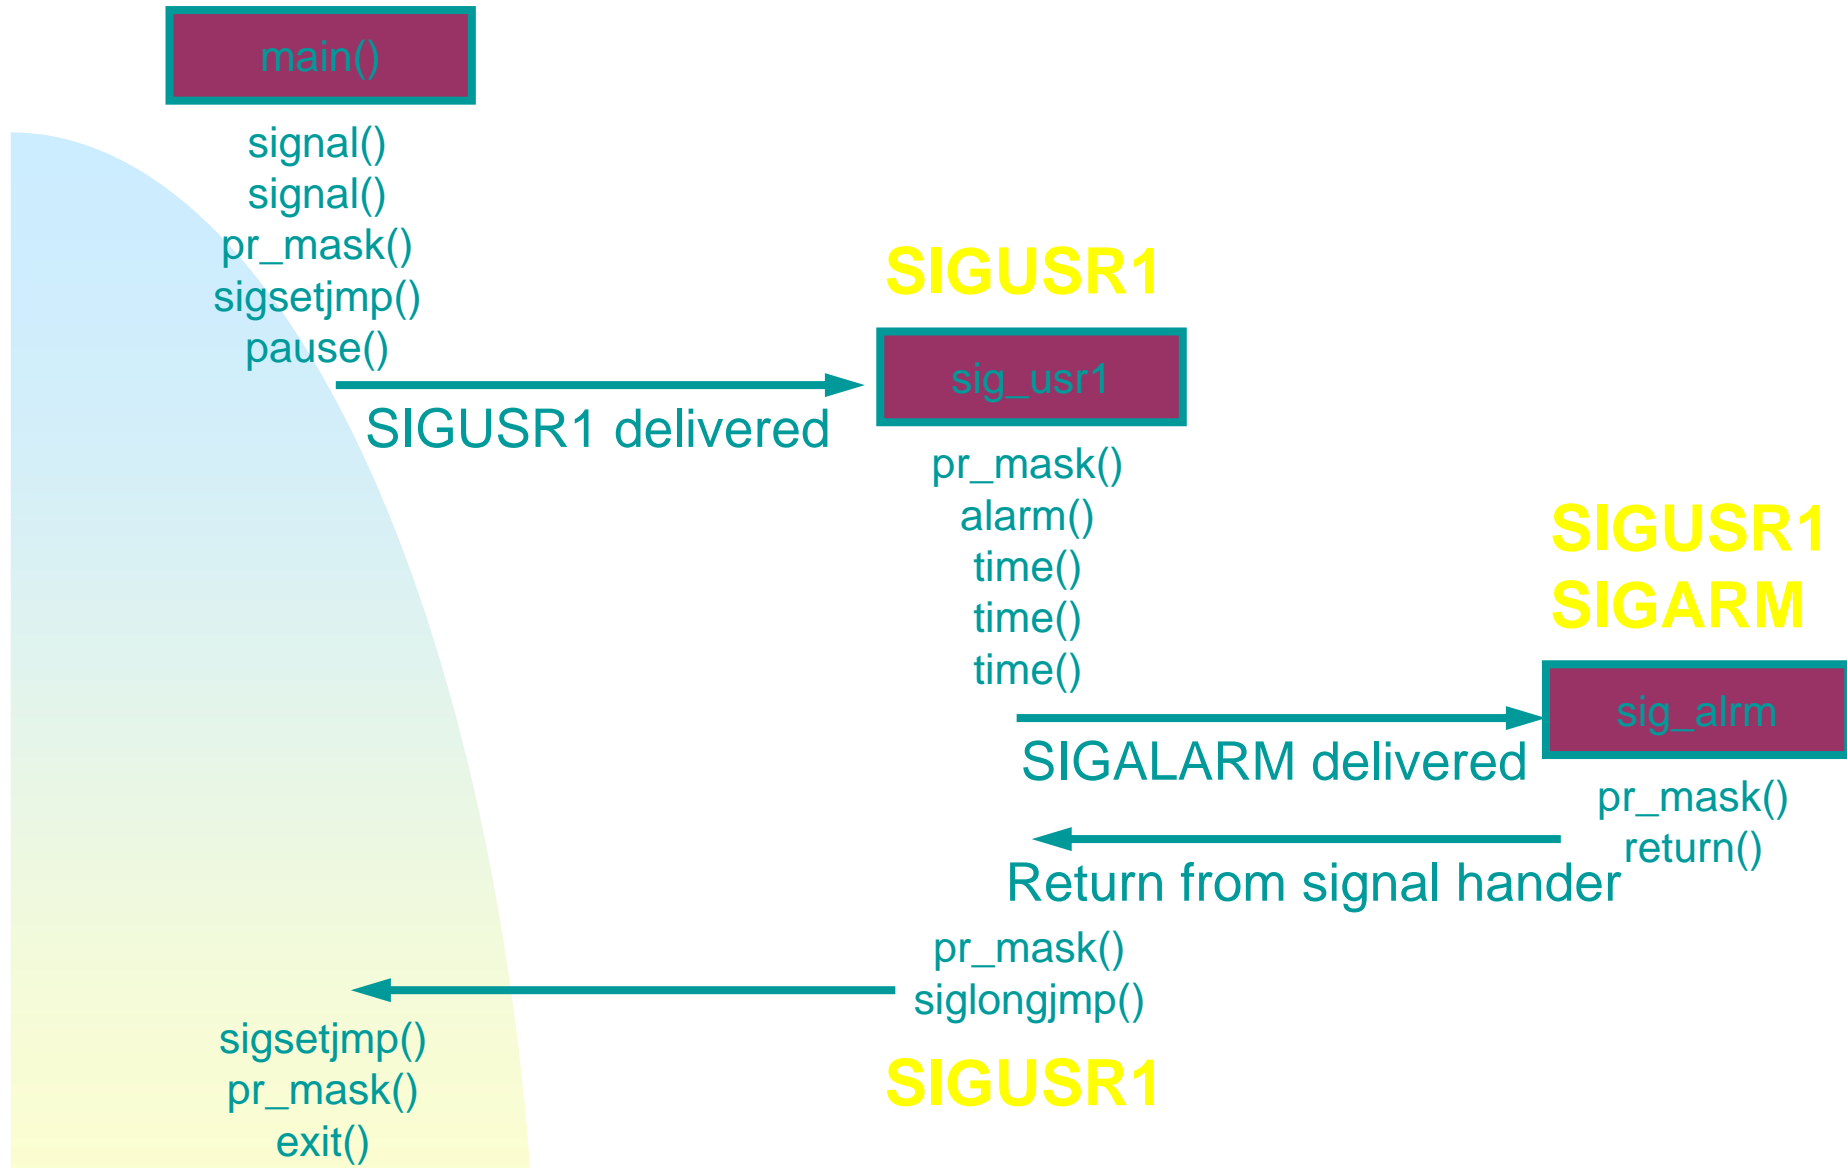 main()
signal()
signal()
pr_mask()
sigsetjmp()
pause()
SIGUSR1 delivered
SIGUSR1
sig_usr1
pr_mask()
alarm()
time()
time()
time()
SIGALARM delivered
SIGUSR1
SIGARM
sig_alrm
pr_mask()
return()
Return from signal hander
pr_mask()
siglongjmp()
SIGUSR1
sigsetjmp()
pr_mask()
exit()